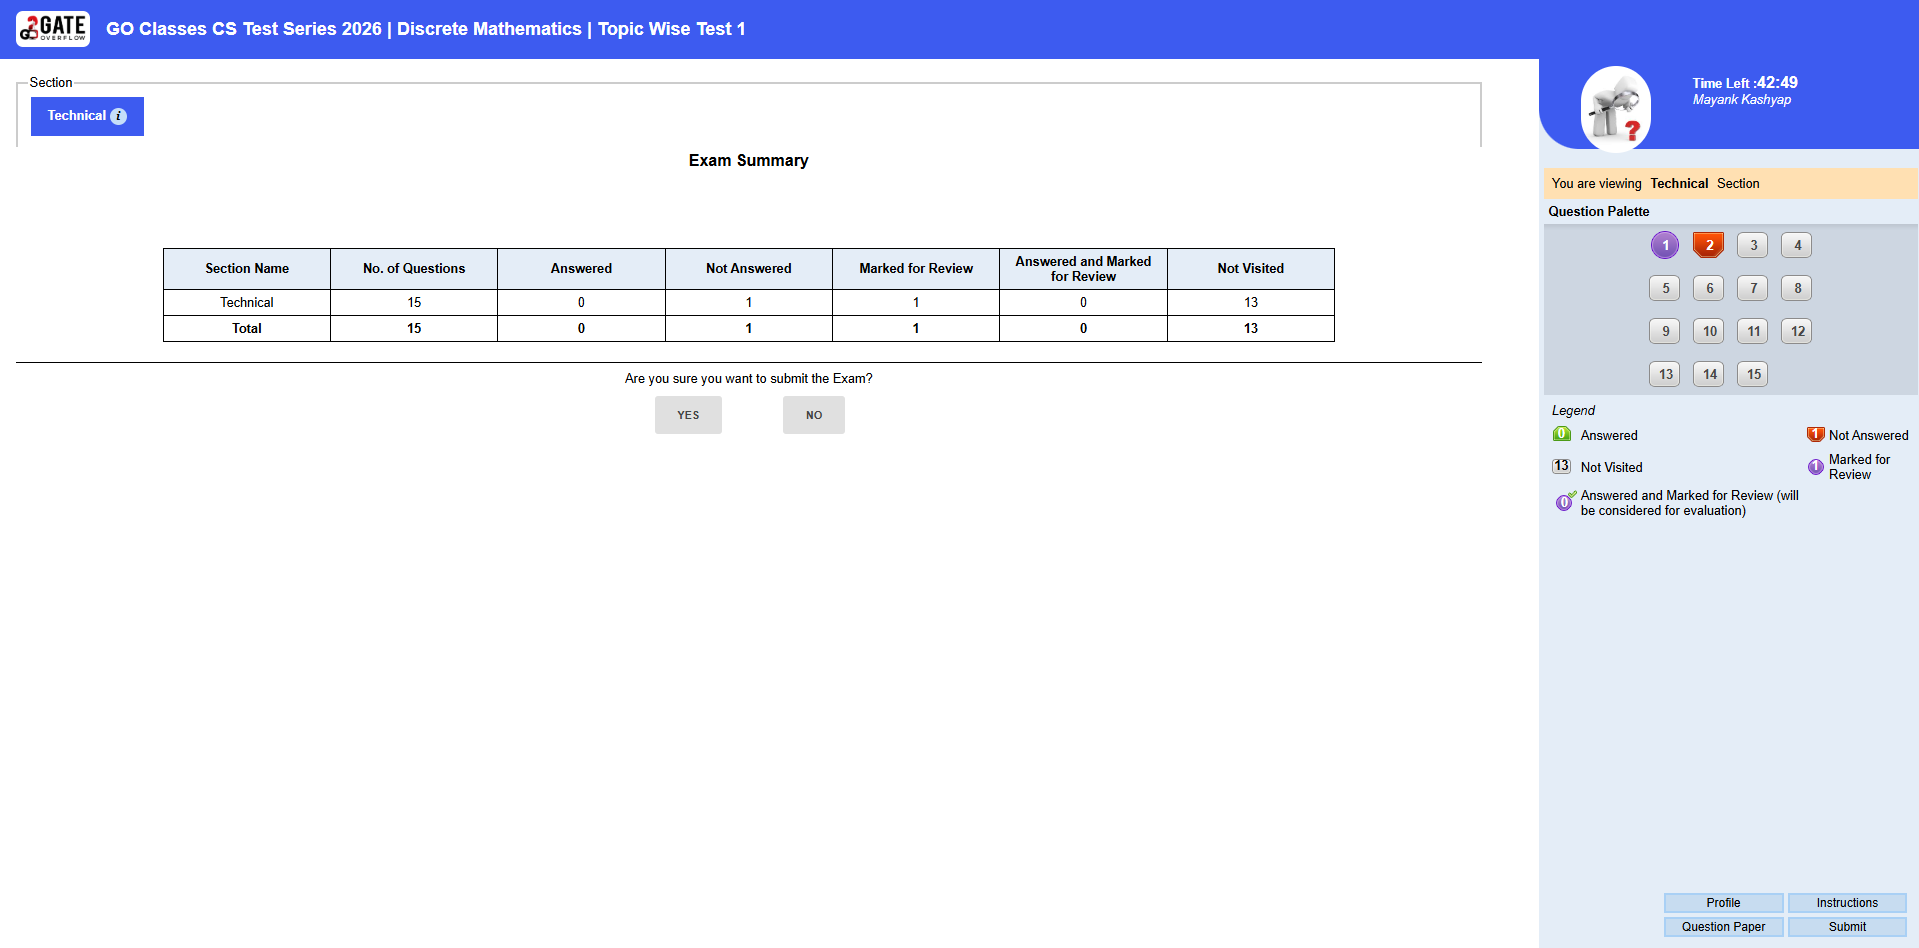 GATE
OVERFLOW
GO Classes CS Test Series 2026 | Discrete Mathematics | Topic Wise Test 1
Section
Technical i
Exam Summary
Section Name No. of Questions Answered Not Answered Marked for Review Answered and Marked for Review Not Visited
Technical 15 0 1 1 0 13
Total 15 0 1 1 0 13
Are you sure you want to submit the Exam?
YES NO
Time Left :42:49
Mayank Kashyap
?
You are viewing Technical Section
Question Palette
1 2 3 4
5 6 7 8
9 10 11 12
13 14 15
Legend
0 Answered 1 Not Answered
13 Not Visited 1 Marked for Review
0 Answered and Marked for Review (will
be considered for evaluation)
Profile Instructions
Question Paper Submit